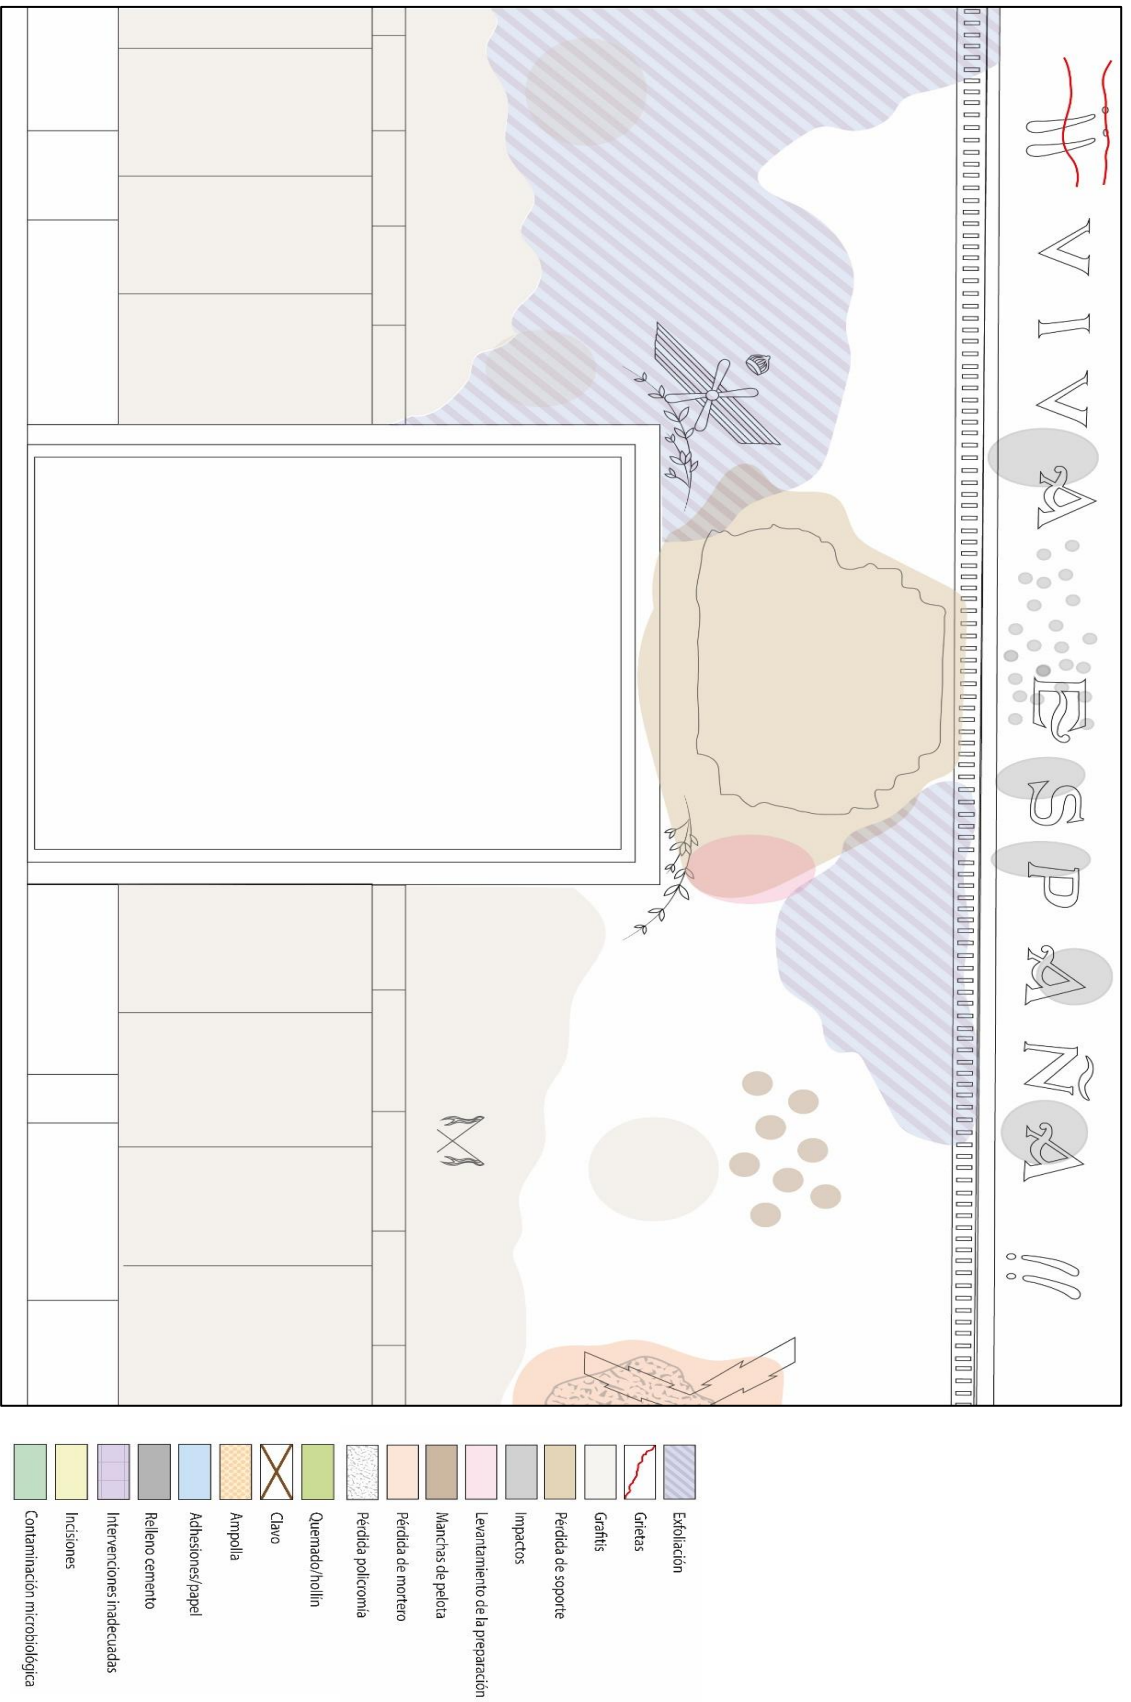 ¡¡ VIVA ESPAÑA !!
Exfoliación
Grietas
Grafitis
Pérdida de soporte
Impactos
Levantamiento de la preparación
Manchas de pelota
Pérdida de mortero
Pérdida policromía
Quemado/hollín
Clavo
Ampolla
Adhesiones/papel
Relleno cemento
Intervenciones inadecuadas
Incisiones
Contaminación microbiológica